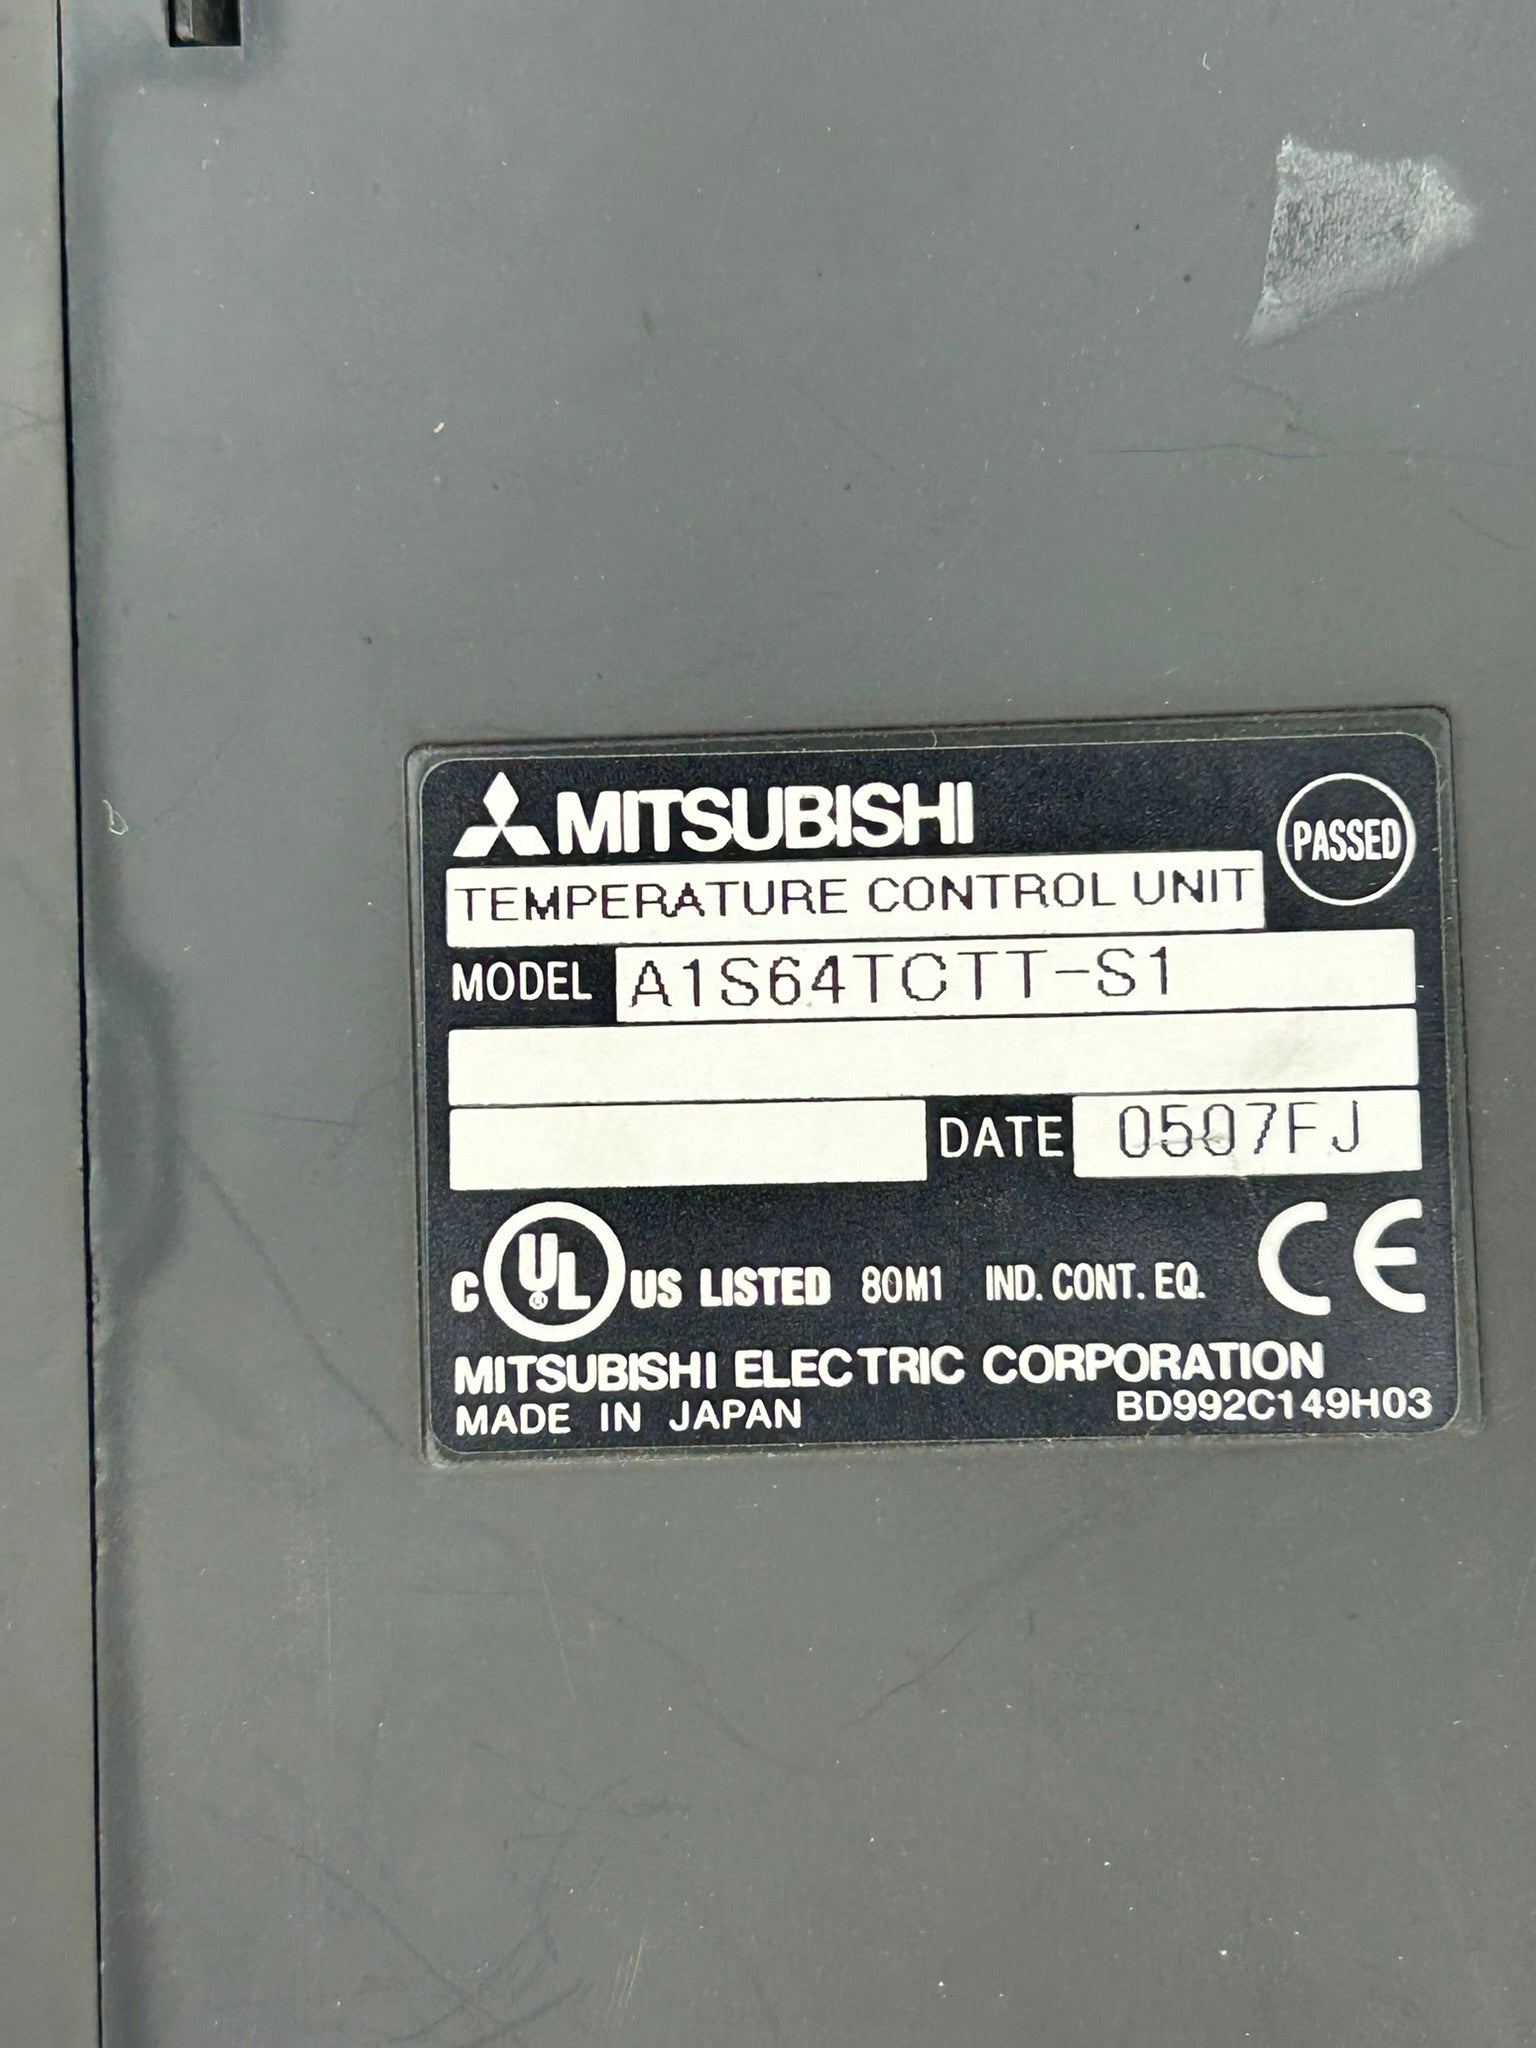 MITSUBISHI
PASSED
TEMPERATURE CONTROL UNIT
MODEL A1S64TCTT-S1
DATE 0507FJ
C UL ® US LISTED 80M1 IND. CONT. EQ. CE
MITSUBISHI ELECTRIC CORPORATION
MADE IN JAPAN BD992C149H03